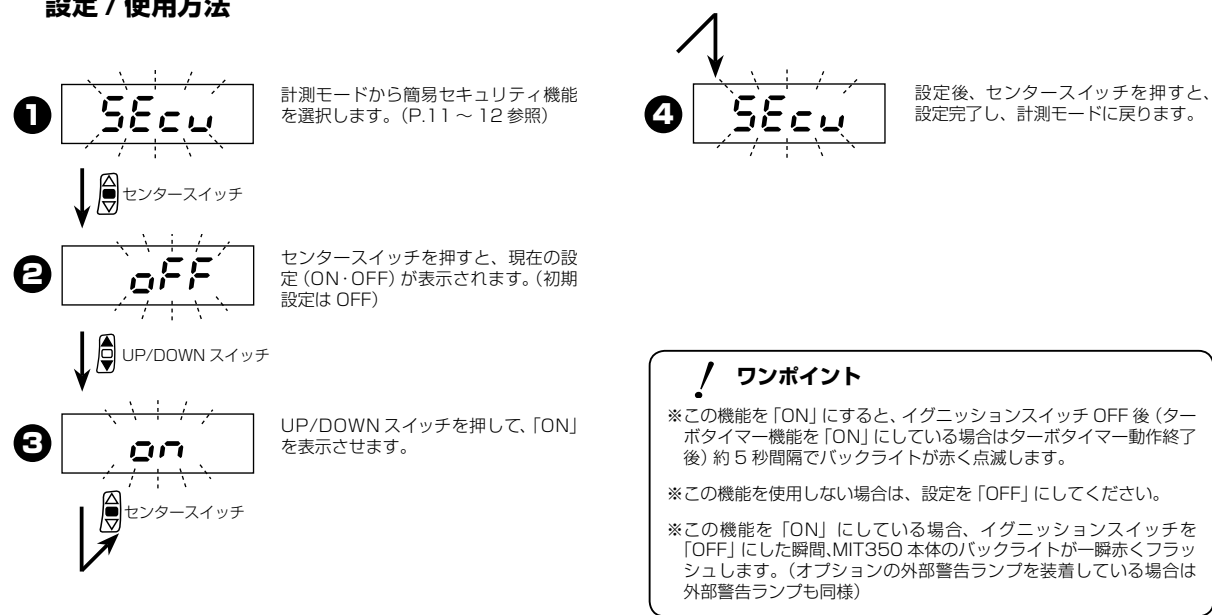 設定 / 使用方法
❶
SEcu
計測モードから簡易セキュリティ機能
を選択します。(P.11 ～ 12 参照)
センタースイッチ
❷
oFF
センタースイッチを押すと、現在の設
定 (ON・OFF) が表示されます。(初期
設定は OFF)
UP/DOWN スイッチ
❸
on
UP/DOWN スイッチを押して、「ON」
を表示させます。
センタースイッチ
❹
SEcu
設定後、センタースイッチを押すと、
設定完了し、計測モードに戻ります。
ワンポイント
※この機能を「ON」にすると、イグニッションスイッチ OFF 後 (ター
ボタイマー機能を「ON」にしている場合はターボタイマー動作終了
後) 約 5 秒間隔でバックライトが赤く点滅します。
※この機能を使用しない場合は、設定を「OFF」にしてください。
※この機能を「ON」にしている場合、イグニッションスイッチを
「OFF」にした瞬間、MIT350 本体のバックライトが一瞬赤くフラッ
シュします。(オプションの外部警告ランプを装着している場合は
外部警告ランプも同様)